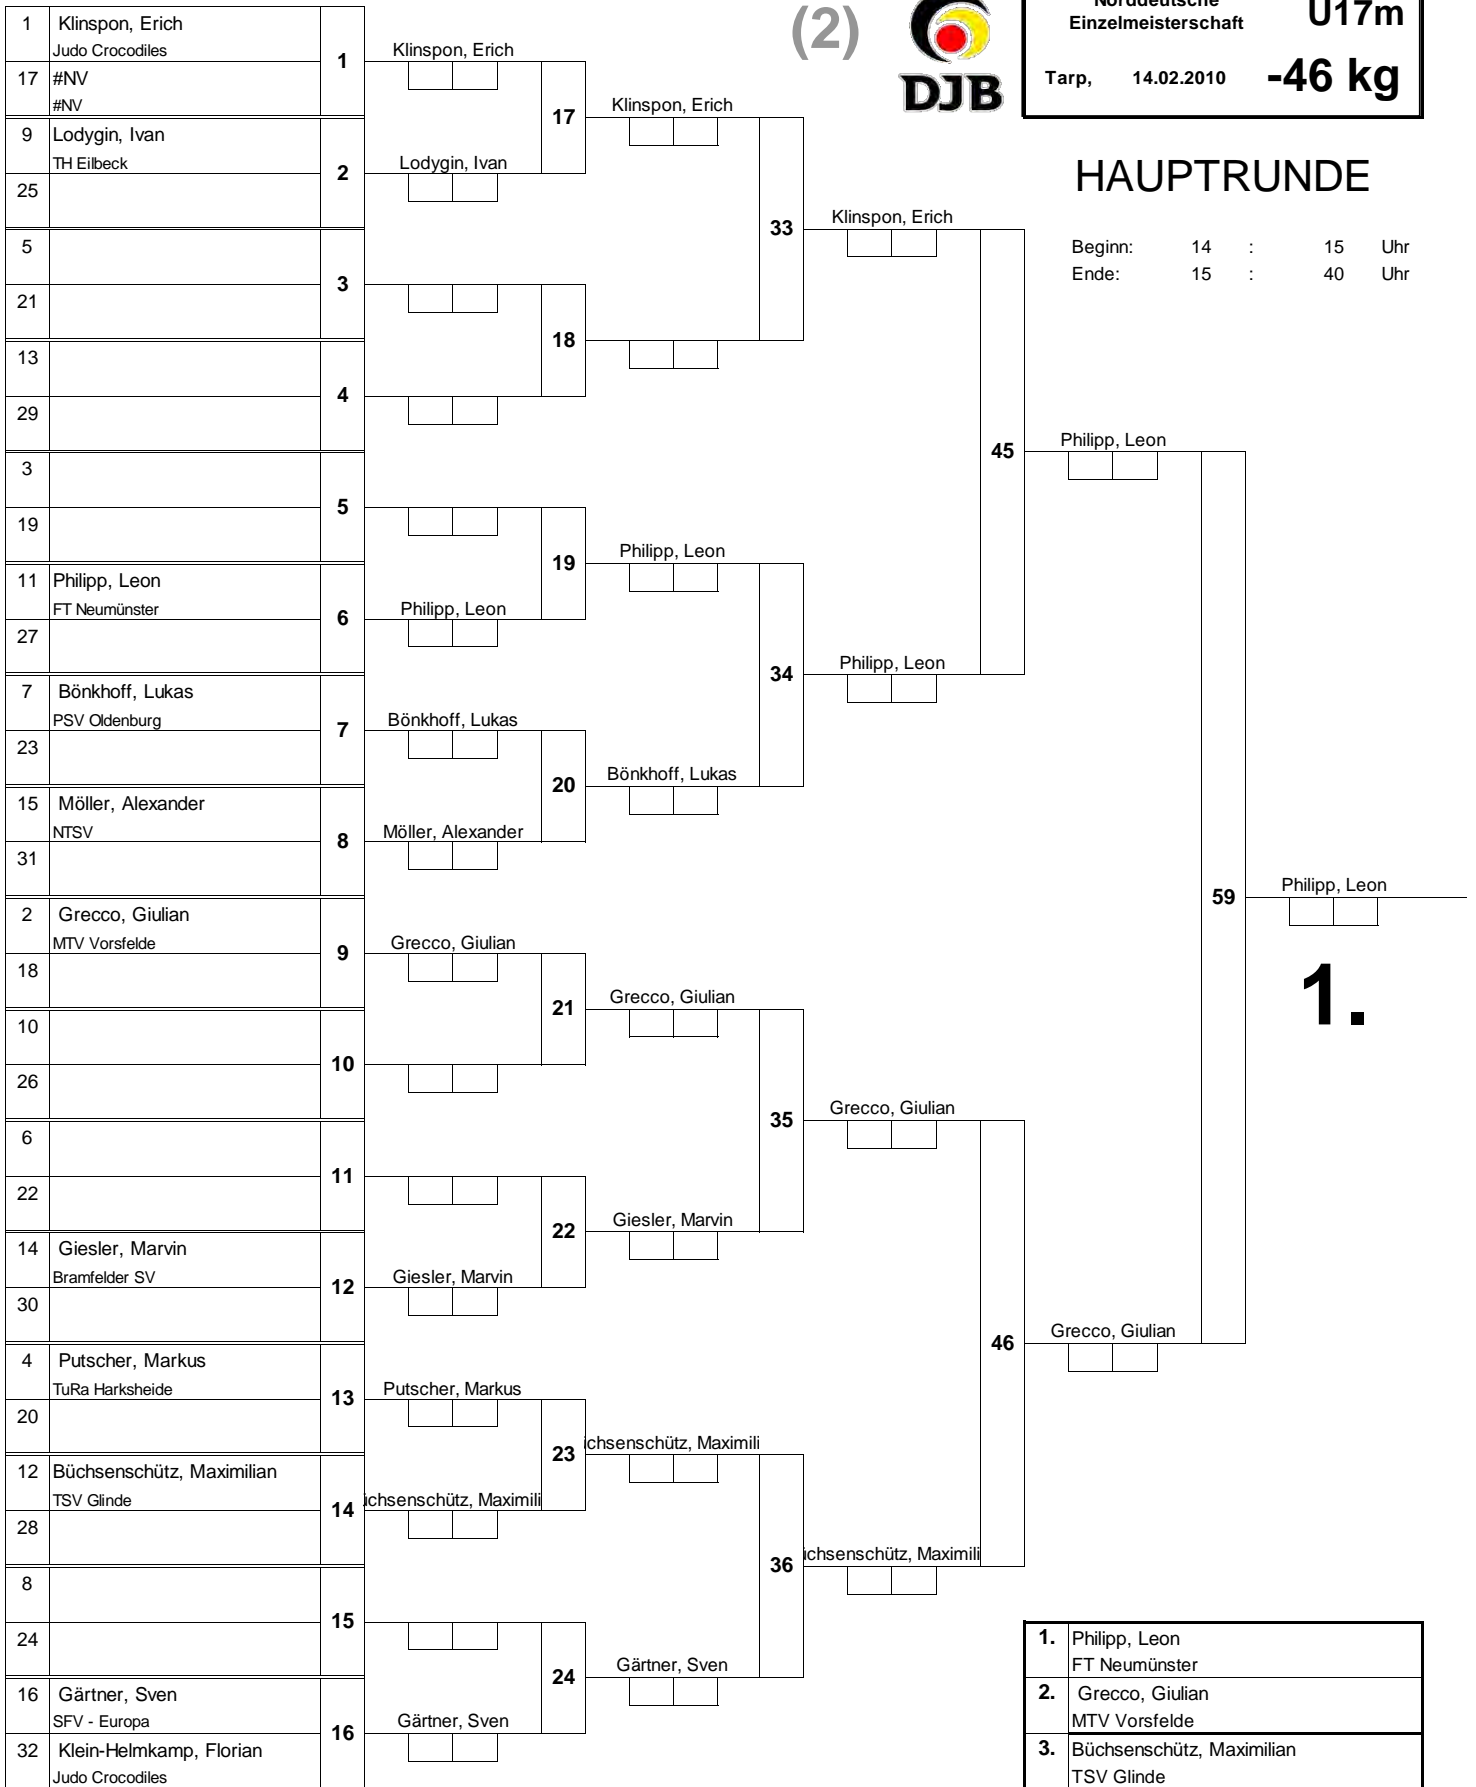 (2)
DJB
Norddeutsche
Einzelmeisterschaft
U17m
Tarp, 14.02.2010
-46 kg
HAUPTRUNDE
Beginn: 14 : 15 Uhr
Ende: 15 : 40 Uhr
1 Klinspon, Erich
Judo Crocodiles
17 #NV
#NV
1
9 Lodygin, Ivan
TH Eilbeck
25
2
5
21
3
13
29
4
3
19
5
11 Philipp, Leon
FT Neumünster
27
6
7 Bönkhoff, Lukas
PSV Oldenburg
23
7
15 Möller, Alexander
NTSV
31
8
2 Grecco, Giulian
MTV Vorsfelde
18
9
10
26
10
6
22
11
14 Giesler, Marvin
Bramfelder SV
30
12
4 Putscher, Markus
TuRa Harksheide
20
13
12 Büchsenschütz, Maximilian
TSV Glinde
28
14
8
24
15
16 Gärtner, Sven
SFV - Europa
32 Klein-Helmkamp, Florian
Judo Crocodiles
16
Klinspon, Erich
17
Lodygin, Ivan
18
19
Philipp, Leon
Bönkhoff, Lukas
20
Möller, Alexander
Grecco, Giulian
21
22
Giesler, Marvin
Putscher, Markus
23
üchsenschütz, Maximili
24
Gärtner, Sven
Klinspon, Erich
33
Philipp, Leon
34
Bönkhoff, Lukas
Grecco, Giulian
35
Giesler, Marvin
ichsenschütz, Maximili
36
Gärtner, Sven
Klinspon, Erich
45
Philipp, Leon
Grecco, Giulian
46
üchsenschütz, Maximili
Philipp, Leon
59
Grecco, Giulian
Philipp, Leon
1.
1. Philipp, Leon
FT Neumünster
2. Grecco, Giulian
MTV Vorsfelde
3. Büchsenschütz, Maximilian
TSV Glinde